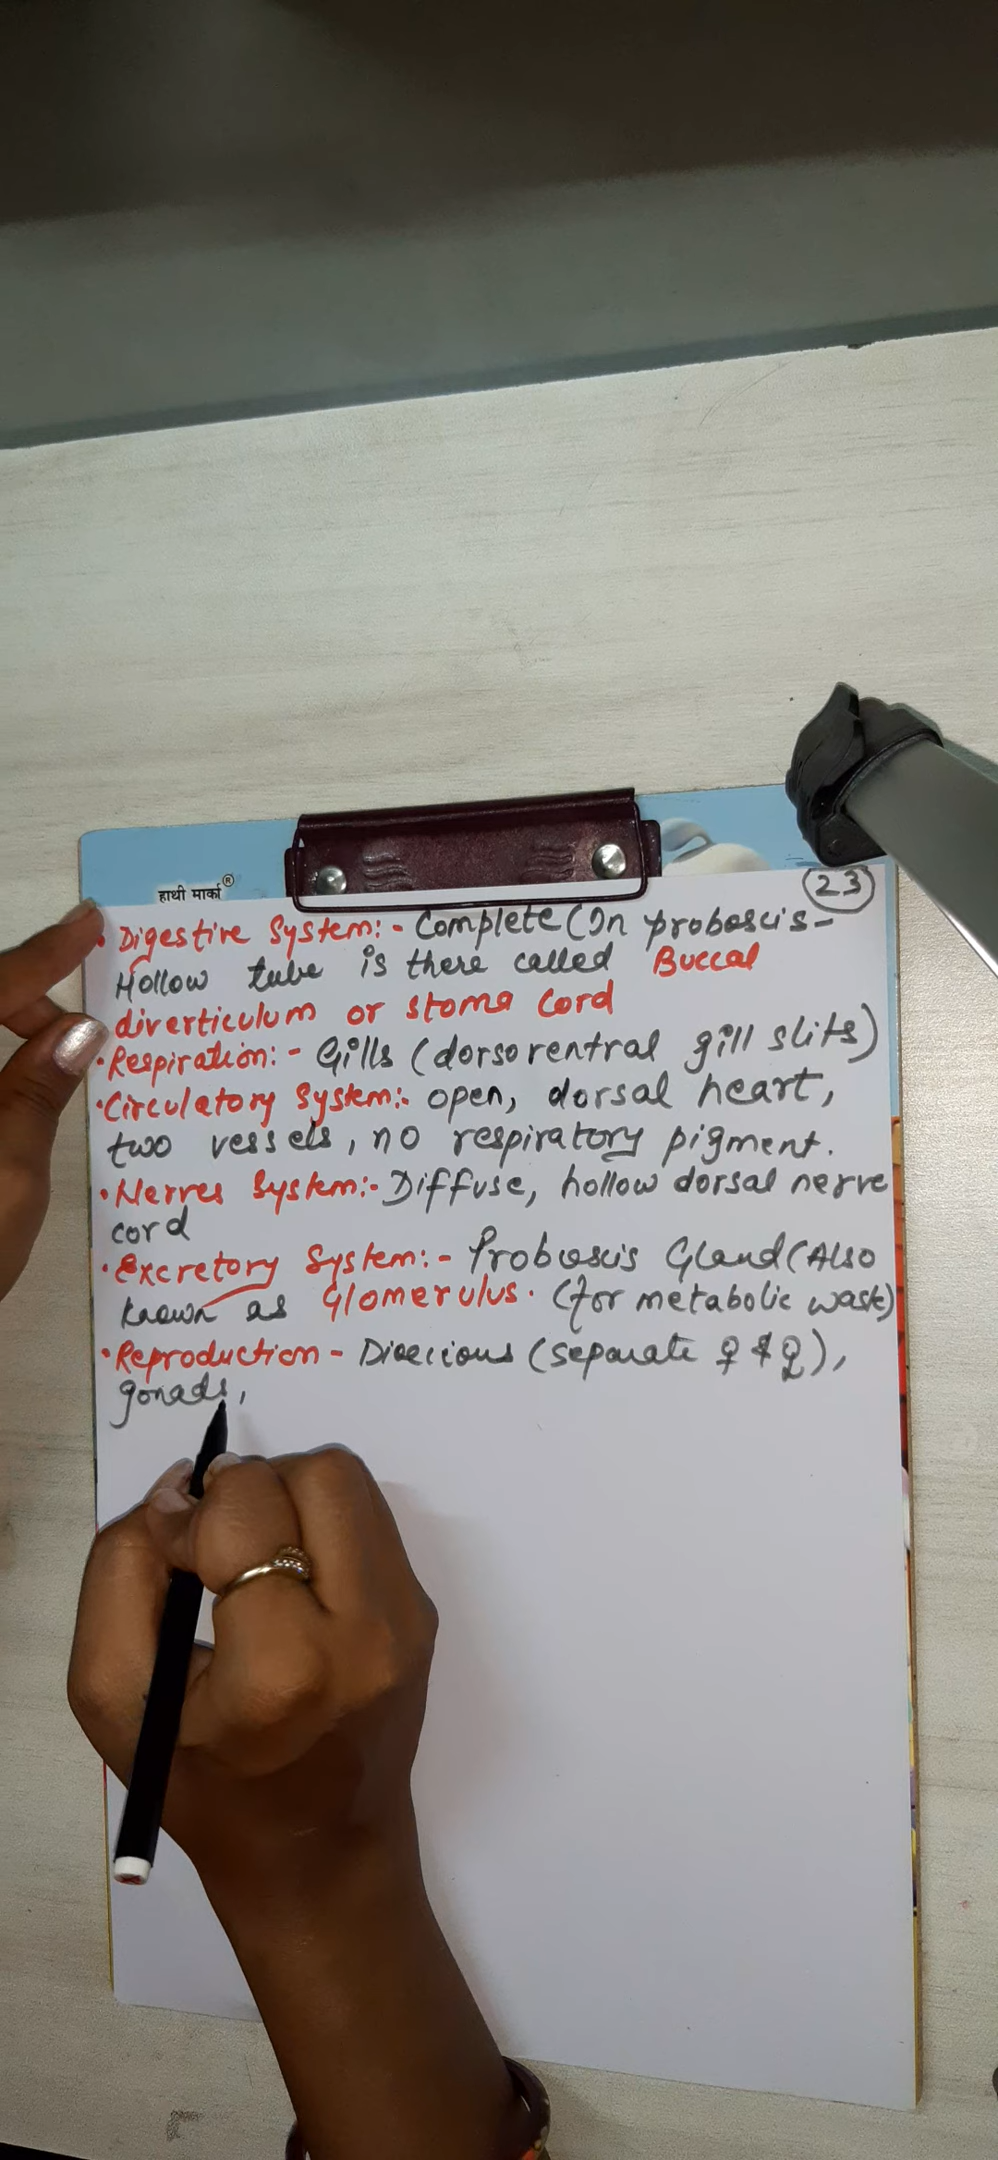 हाथी मार्का®
23
• Digestive System:- Complete (In proboscis-
Hollow tube is there called Buccal
diverticulum or stoma cord
• Respiration:- Gills (dorsoventral gill slits)
• Circulatory System:- open, dorsal heart,
two vessels, no respiratory pigment.
• Nerves System:- Diffuse, hollow dorsal nerve
cord
• Excretory System:- Proboscis Gland (Also
known as Glomerulus. (for metabolic waste)
• Reproduction - Dioecious (separate ♀ & ♀),
gonads,